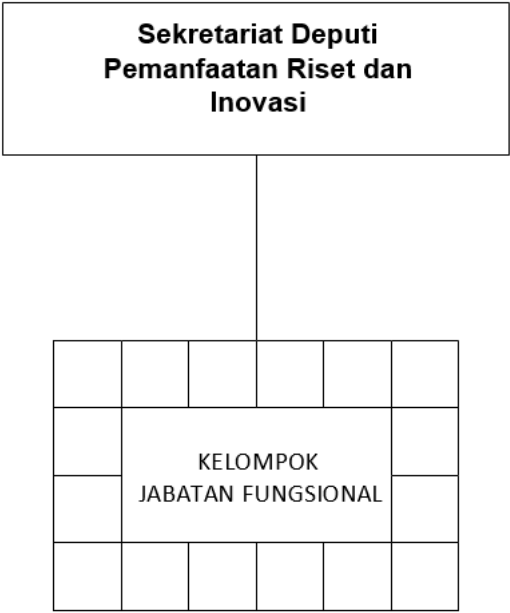 Sekretariat Deputi
Pemanfaatan Riset dan
Inovasi
KELOMPOK
JABATAN FUNGSIONAL